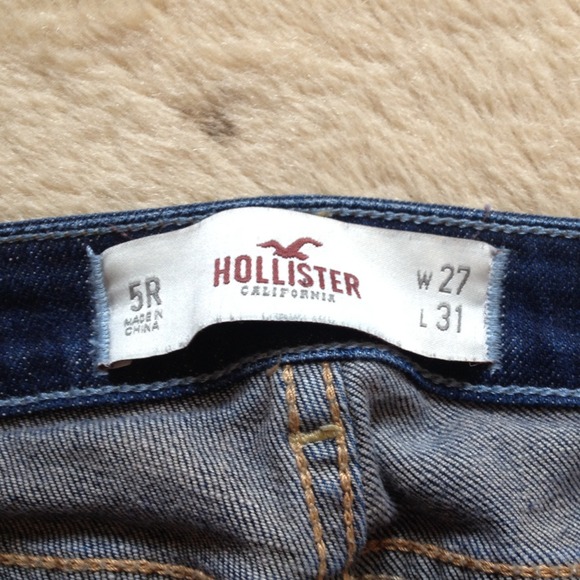 5R
MADE IN
CHINA
HOLLISTER
CALIFORNIA
W 27
L 31